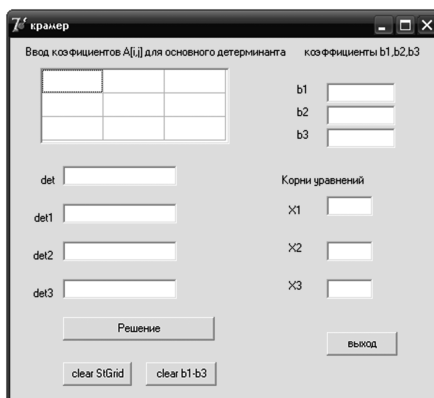 крамер
Ввод коэфициентов A[i,j] для основного детерминанта коэффициенты b1,b2,b3
b1
b2
b3
det
Корни уравнений
det1
X1
det2
X2
det3
X3
Решение
выход
clear StGrid
clear b1-b3